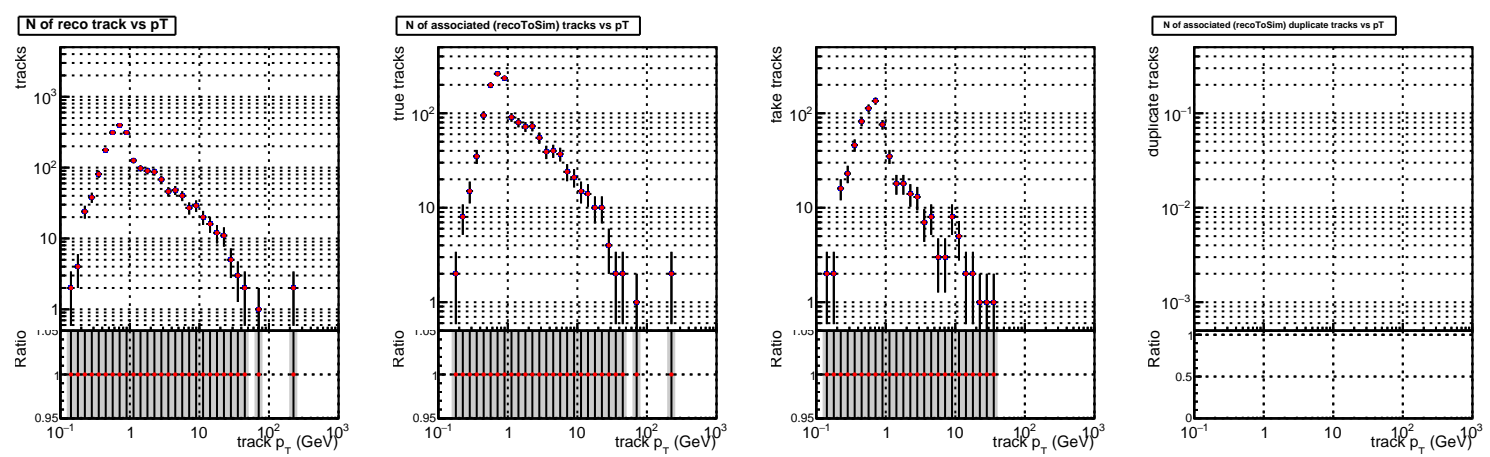 N of reco track vs pT
tracks
10³
10²
10
1
1.05
Ratio
1
0.95
10⁻¹ 1 10 10² 10³
track p_T (GeV)
N of associated (recoToSim) tracks vs pT
true tracks
10²
10
1
1.05
Ratio
1
0.95
10⁻¹ 1 10 10² 10³
track p_T (GeV)
fake tracks
10²
10
1
1.05
Ratio
1
0.95
10⁻¹ 1 10 10² 10³
track p_T (GeV)
N of associated (recoToSim) duplicate tracks vs pT
duplicate tracks
10⁻¹
10⁻²
10⁻³
Ratio
1
0.5
0
10⁻¹ 1 10 10² 10³
track p_T (GeV)